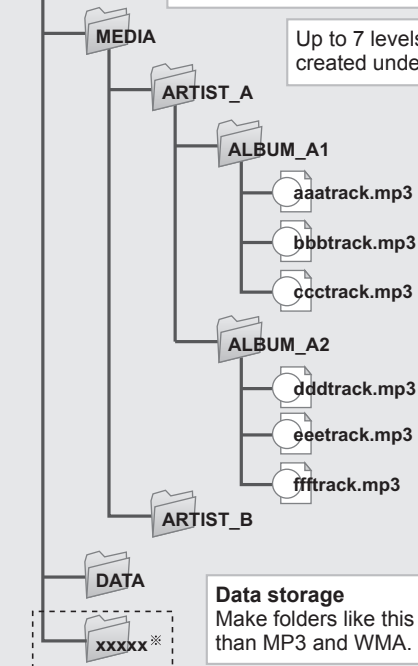 MEDIA
Up to 7 levels
created unde
ARTIST_A
ALBUM_A1
aaatrack.mp3
bbbtrack.mp3
ccctrack.mp3
ALBUM_A2
dddtrack.mp3
eeetrack.mp3
ffftrack.mp3
ARTIST_B
DATA
Data storage
Make folders like this
than MP3 and WMA.
xxxxx※